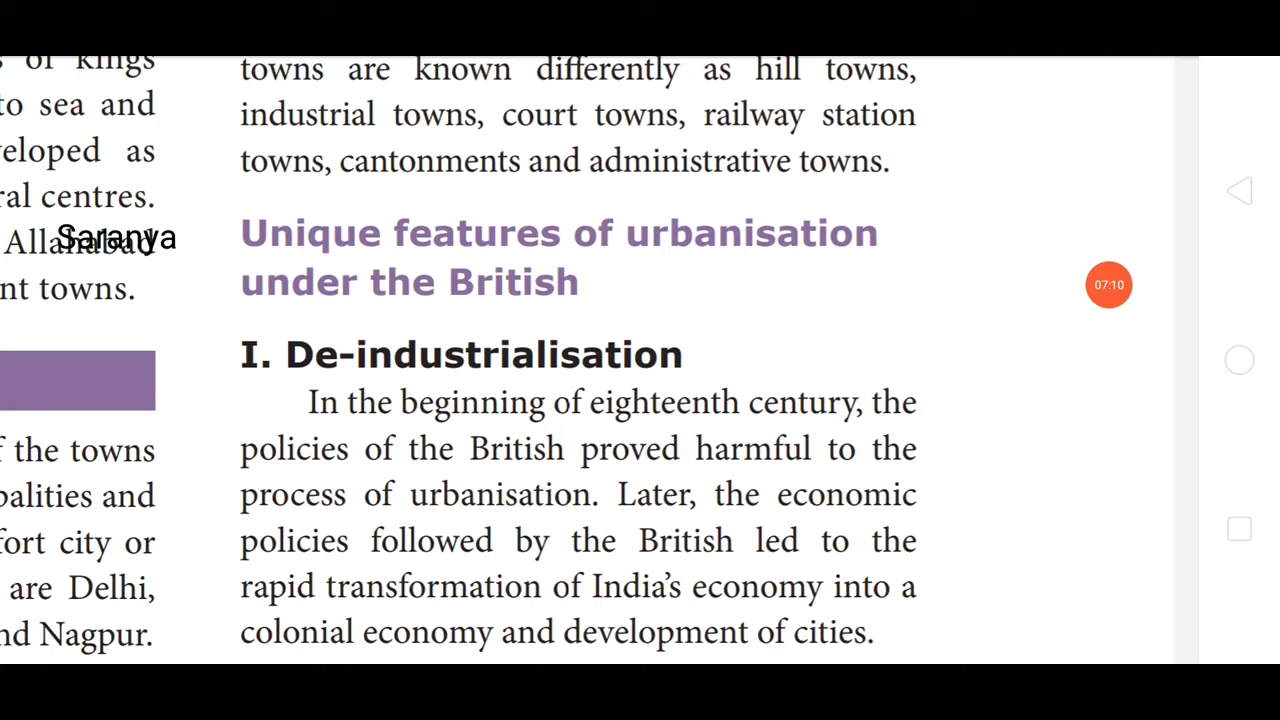 s of kings
to sea and
veloped as
ral centres.
Allahabad
Saranya
nt towns.
f the towns
palities and
fort city or
are Delhi,
nd Nagpur.
towns are known differently as hill towns,
industrial towns, court towns, railway station
towns, cantonments and administrative towns.
Unique features of urbanisation
under the British
I. De-industrialisation
In the beginning of eighteenth century, the
policies of the British proved harmful to the
process of urbanisation. Later, the economic
policies followed by the British led to the
rapid transformation of India's economy into a
colonial economy and development of cities.
07:10